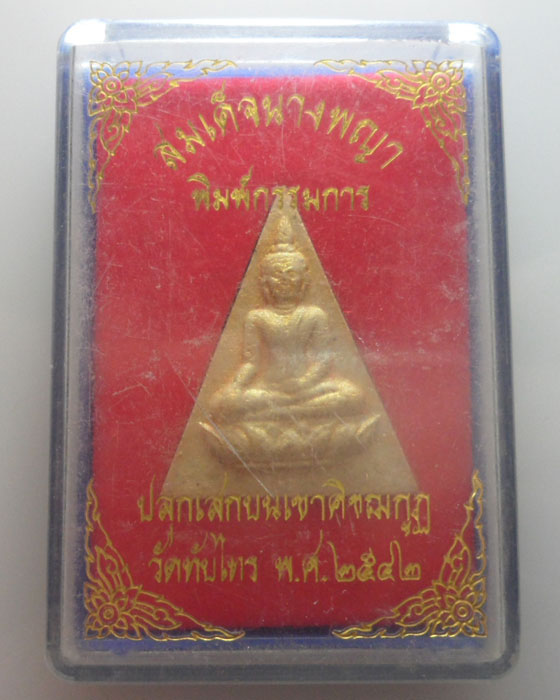 สมเด็จนางพญา
พิมพ์กรรมการ
ปลุกเสกบนเขาคิชฌกูฏ
วัดทับไทร พ.ศ.๒๕๔๒